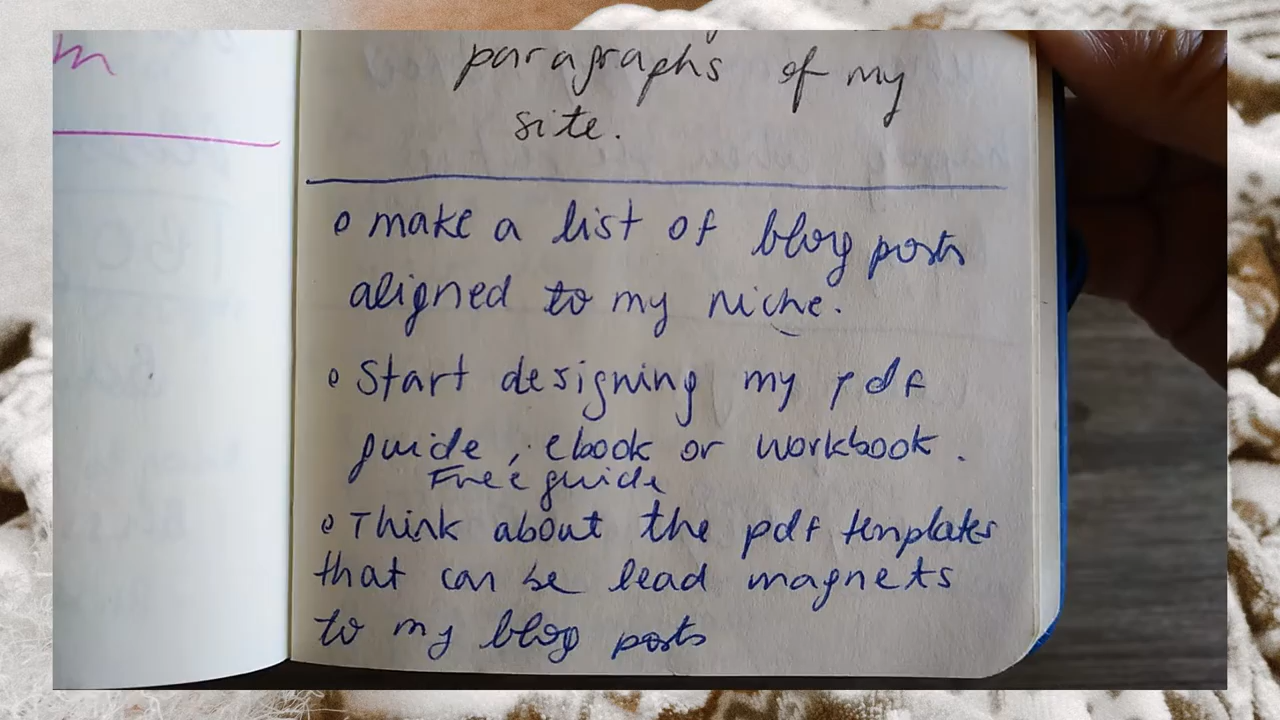 m
paragraphs of my
site.
o make a list of blog posts
aligned to my niche.
o Start designing my pdf
guide, ebook or workbook.
Free guide
o Think about the pdf templates
that can be lead magnets
to my blog posts